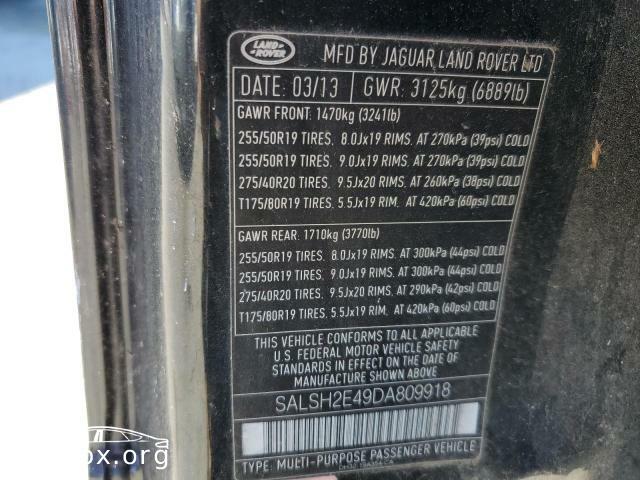 LAND ROVER
MFD BY JAGUAR LAND ROVER LTD
DATE: 03/13 GWR: 3125kg (6889lb)
GAWR FRONT: 1470kg (3241lb)
255/50R19 TIRES. 8.0Jx19 RIMS. AT 270kPa (39psi) COLD
255/50R19 TIRES. 9.0Jx19 RIMS. AT 270kPa (39psi) COLD
275/40R20 TIRES. 9.5Jx20 RIMS. AT 260kPa (38psi) COLD
T175/80R19 TIRES. 5.5Jx19 RIM. AT 420kPa (60psi) COLD
GAWR REAR: 1710kg (3770lb)
255/50R19 TIRES. 8.0Jx19 RIMS. AT 300kPa (44psi) COLD
255/50R19 TIRES. 9.0Jx19 RIMS. AT 300kPa (44psi) COLD
275/40R20 TIRES. 9.5Jx20 RIMS. AT 290kPa (42psi) COLD
T175/80R19 TIRES. 5.5Jx19 RIM. AT 420kPa (60psi) COLD
THIS VEHICLE CONFORMS TO ALL APPLICABLE
U.S. FEDERAL MOTOR VEHICLE SAFETY
STANDARDS IN EFFECT ON THE DATE OF
MANUFACTURE SHOWN ABOVE
SALSH2E49DA809918
TYPE: MULTI-PURPOSE PASSENGER VEHICLE
ox.org